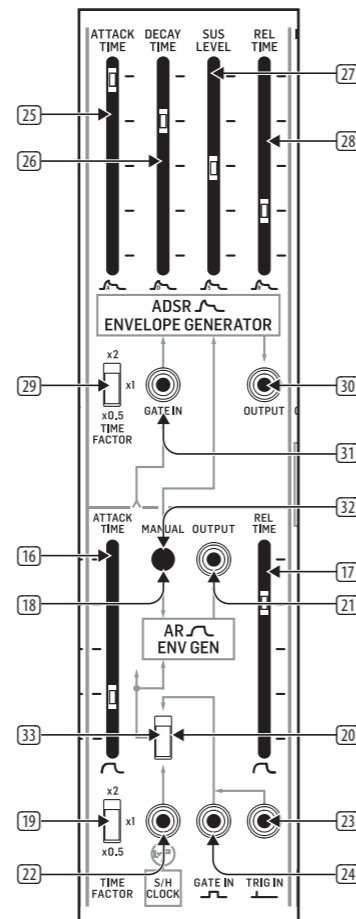 ATTACK TIME
DECAY TIME
SUS LEVEL
REL TIME
27
25
28
26
A
D
S
R
ADSR
ENVELOPE GENERATOR
x2
x1
x0.5
TIME FACTOR
29
GATE IN
OUTPUT
30
31
32
ATTACK TIME
MANUAL
OUTPUT
REL TIME
16
17
18
21
AR
ENV GEN
33
20
x2
x1
x0.5
19
23
22
24
TIME FACTOR
S/H CLOCK
GATE IN
TRIG IN